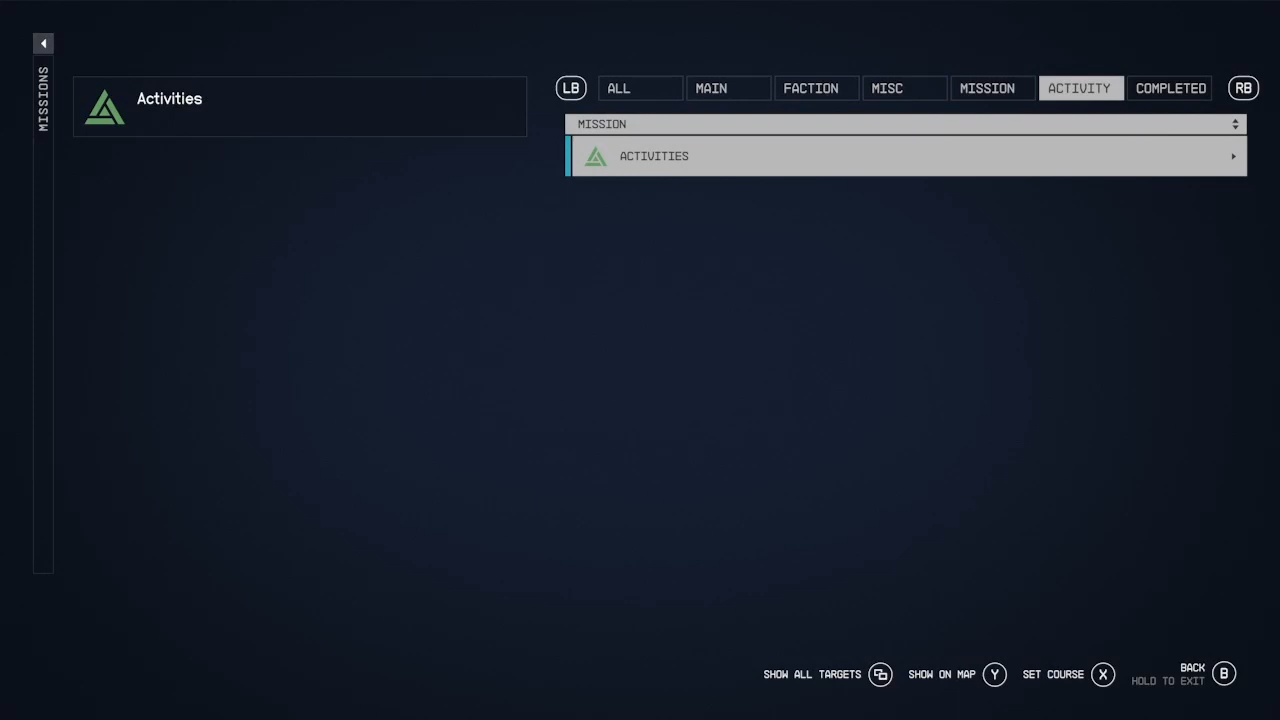 MISSIONS
Activities
LB ALL MAIN FACTION MISC MISSION ACTIVITY COMPLETED RB
MISSION
ACTIVITIES
SHOW ALL TARGETS SHOW ON MAP Y SET COURSE X BACK B
HOLD TO EXIT